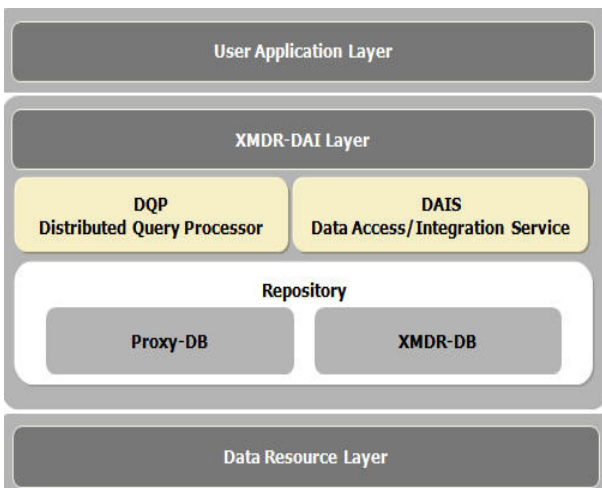 User Application Layer
XMDR-DAI Layer
DQP
Distributed Query Processor
DAIS
Data Access/Integration Service
Repository
Proxy-DB
XMDR-DB
Data Resource Layer